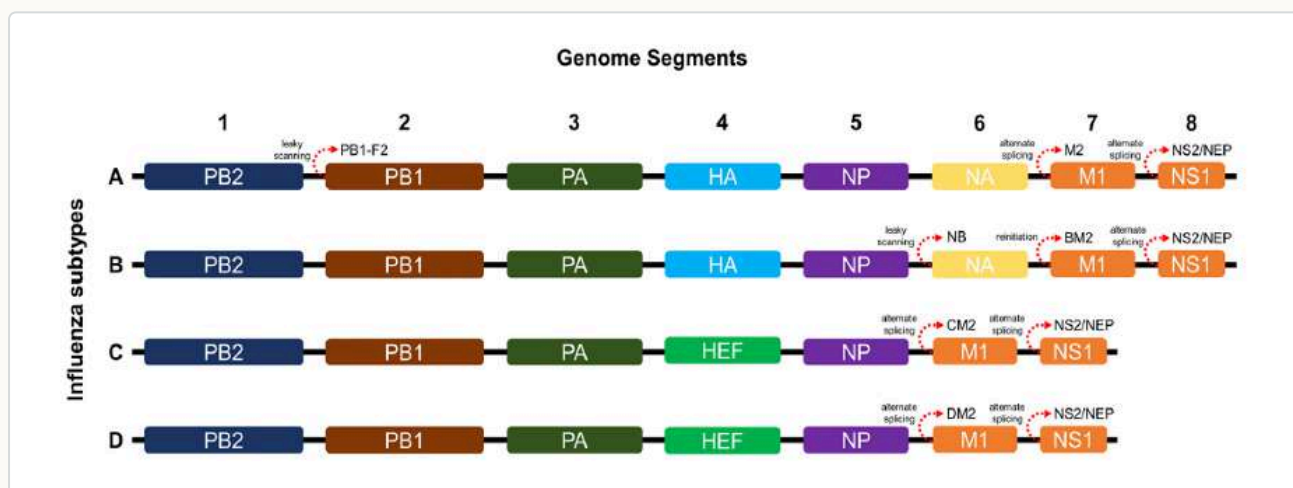 Genome Segments
1 2 3 4 5 6 7 8
leaky scanning PB1-F2 alternate splicing M2 alternate splicing NS2/NEP
A PB2 PB1 PA HA NP NA M1 NS1
leaky scanning NB reinitiation BM2 alternate splicing NS2/NEP
B PB2 PB1 PA HA NP NA M1 NS1
alternate splicing CM2 alternate splicing NS2/NEP
C PB2 PB1 PA HEF NP M1 NS1
alternate splicing DM2 alternate splicing NS2/NEP
D PB2 PB1 PA HEF NP M1 NS1
Influenza subtypes